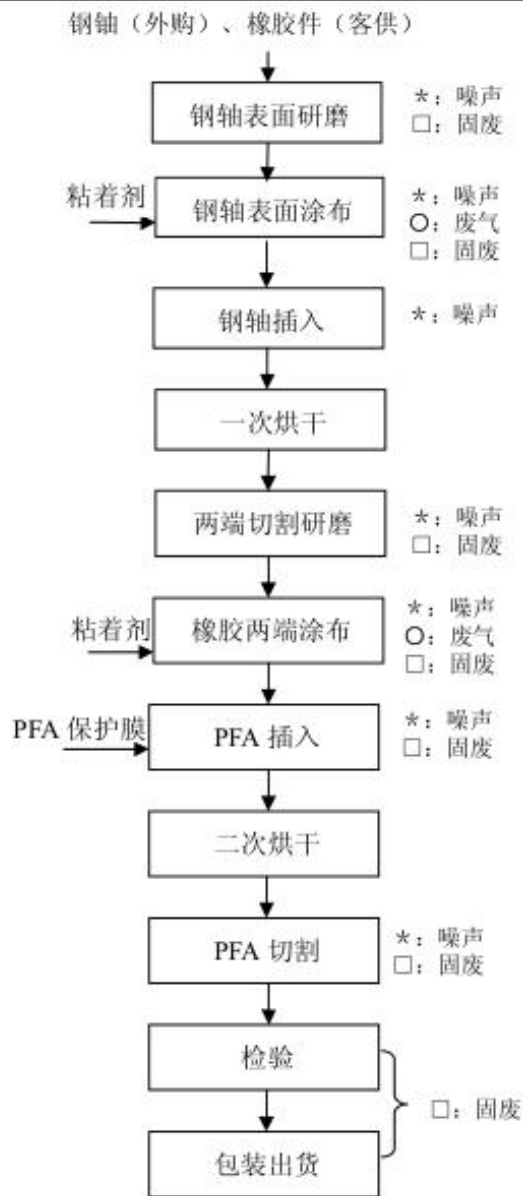 钢铀（外购）、橡胶件（客供）
钢轴表面研磨
*：噪声
□：固废
粘着剂
钢轴表面涂布
*：噪声
O：废气
□：固废
钢轴插入
*：噪声
一次烘干
两端切割研磨
*：噪声
□：固废
粘着剂
橡胶两端涂布
*：噪声
O：废气
□：固废
PFA 保护膜
PFA 插入
*：噪声
□：固废
二次烘干
PFA 切割
*：噪声
□：固废
检验
□：固废
包装出货